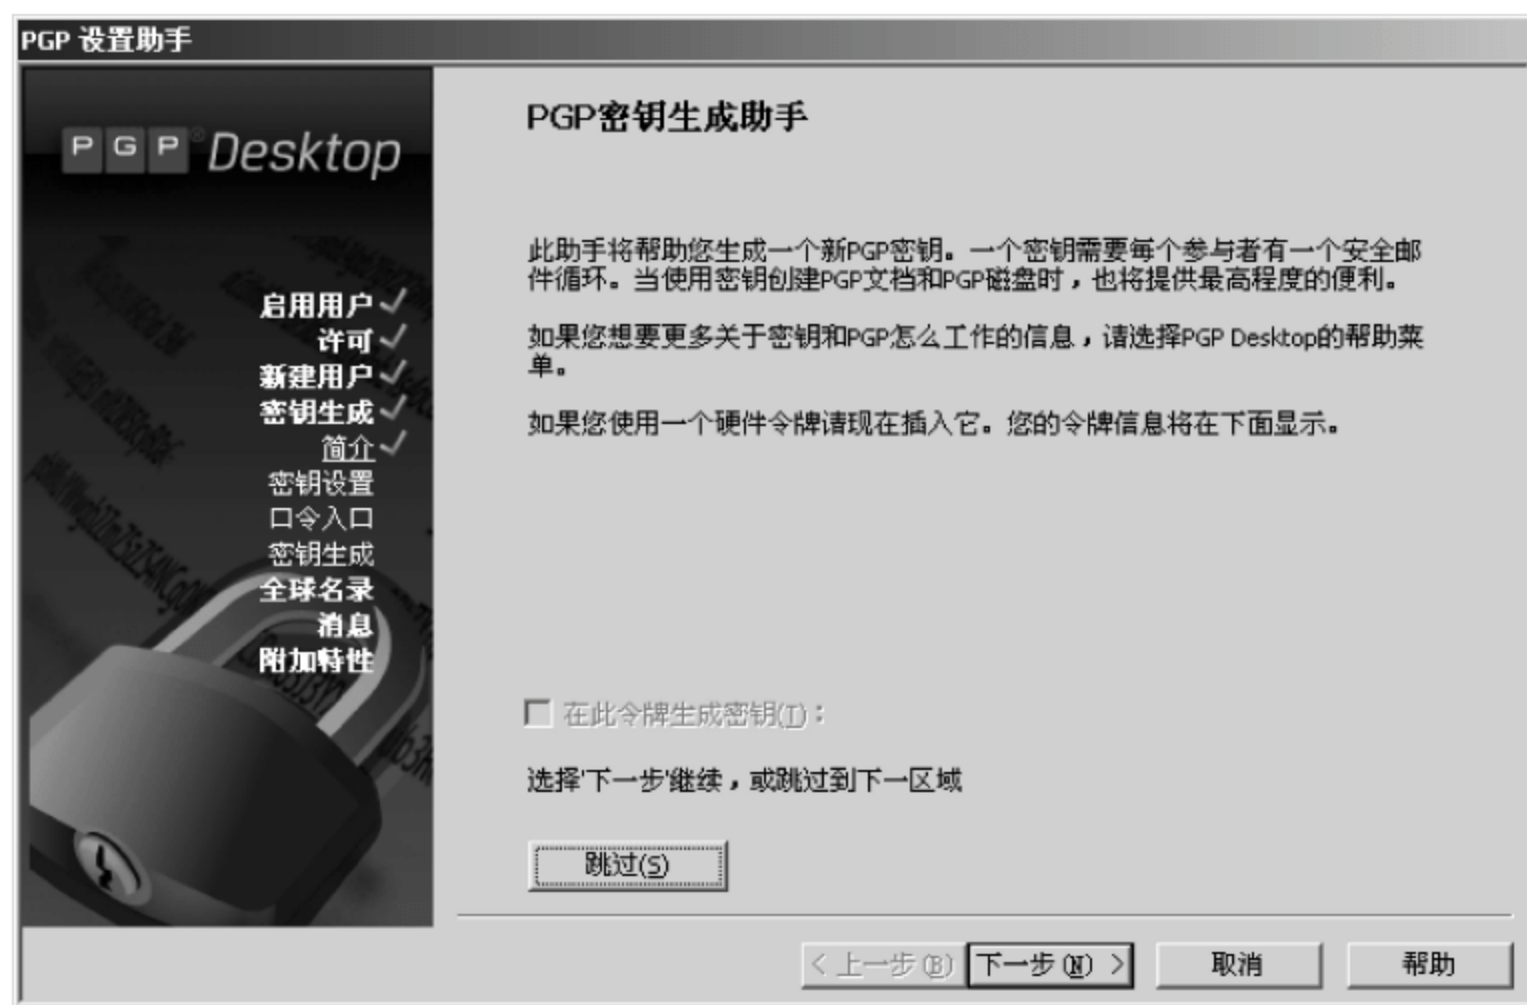 PGP 设置助手
PGP® Desktop
启用用户
许可
新建用户
密钥生成
简介
密钥设置
口令入口
密钥生成
全球名录
消息
附加特性
PGP密钥生成助手
此助手将帮助您生成一个新PGP密钥。一个密钥需要每个参与者有一个安全邮
件循环。当使用密钥创建PGP文档和PGP磁盘时，也将提供最高程度的便利。
如果您想要更多关于密钥和PGP怎么工作的信息，请选择PGP Desktop的帮助菜
单。
如果您使用一个硬件令牌请现在插入它。您的令牌信息将在下面显示。
在此令牌生成密钥(T)：
选择'下一步'继续，或跳过到下一区域
跳过(S)
< 上一步(B) 下一步(N) > 取消 帮助